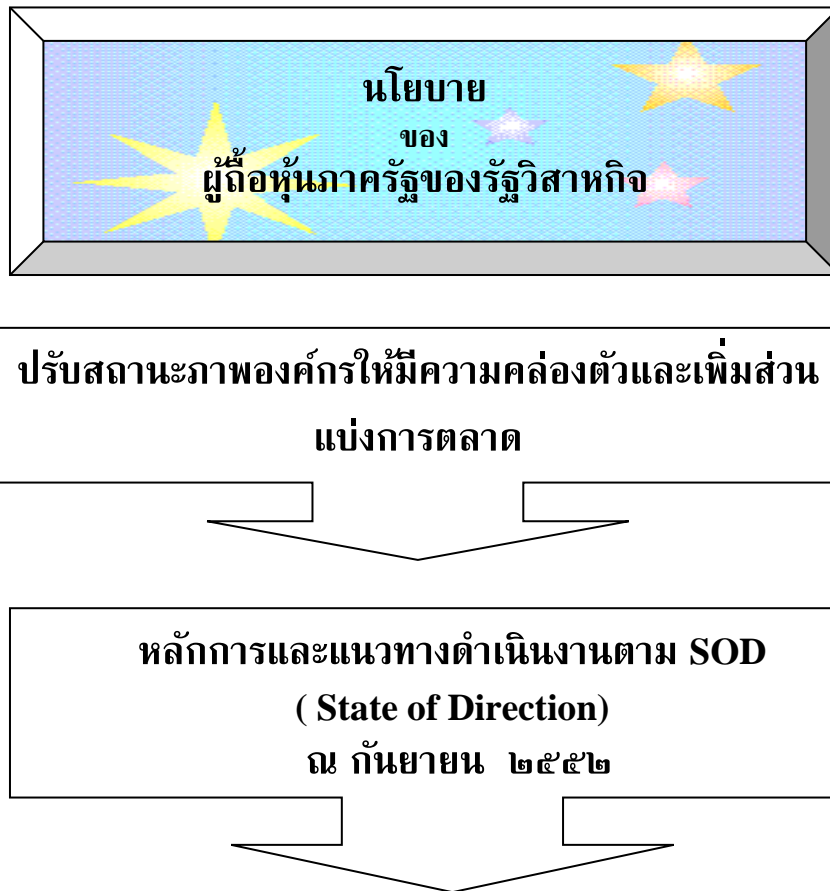 นโยบาย
ของ
ผู้ถือหุ้นภาครัฐของรัฐวิสาหกิจ
ปรับสถานะภาพองค์กรให้มีความคล่องตัวและเพิ่มส่วน
แบ่งการตลาด
หลักการและแนวทางดำเนินงานตาม SOD
( State of Direction)
ณ กันยายน ๒๕๕๒